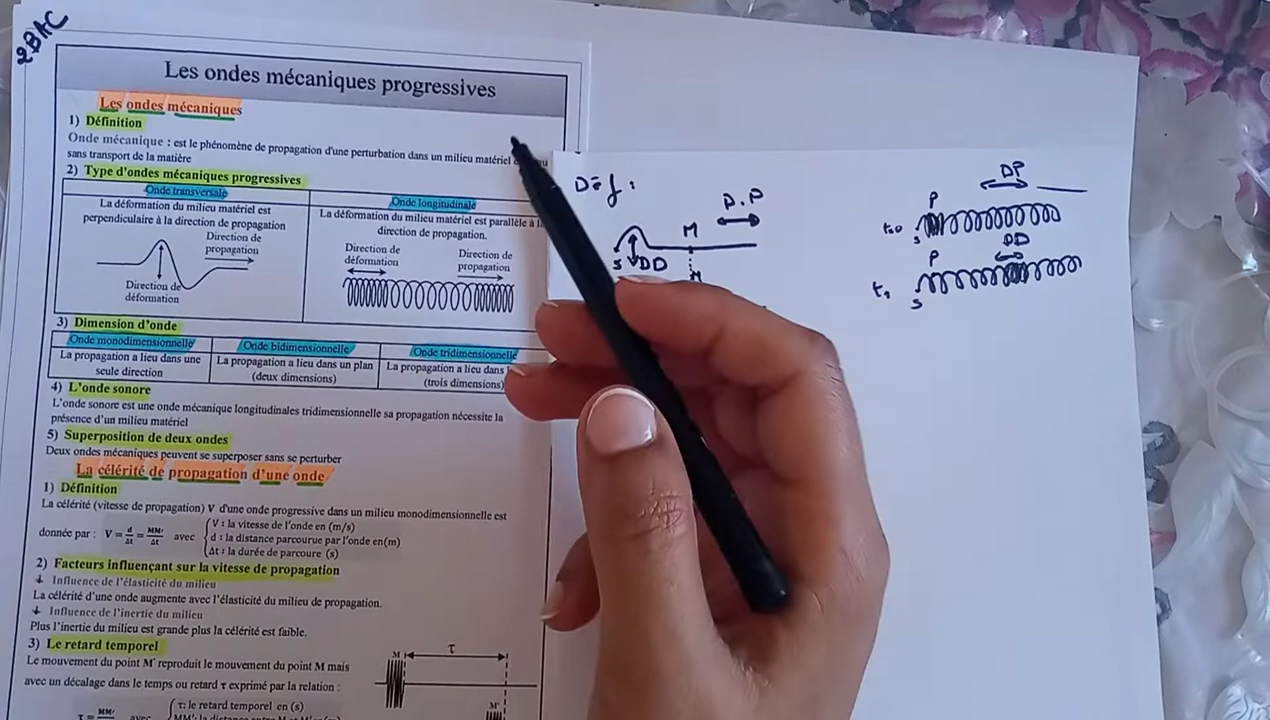 2BAC
Les ondes mécaniques progressives
Les ondes mécaniques
1) Définition
Onde mécanique : est le phénomène de propagation d'une perturbation dans un milieu matériel
sans transport de la matière
2) Type d'ondes mécaniques progressives
Onde transversale
La déformation du milieu matériel est
perpendiculaire à la direction de propagation
Direction de
propagation
Direction de
déformation
Onde longitudinale
La déformation du milieu matériel est parallèle à
direction de propagation.
Direction de
déformation
Direction de
propagation
3) Dimension d'onde
Onde monodimensionnelle
La propagation a lieu dans une
seule direction
Onde bidimensionnelle
La propagation a lieu dans un plan
(deux dimensions)
Onde tridimensionnelle
La propagation a lieu dans
(trois dimensions)
4) L'onde sonore
L'onde sonore est une onde mécanique longitudinales tridimensionnelle sa propagation nécessite la
présence d'un milieu matériel
5) Superposition de deux ondes
Deux ondes mécaniques peuvent se superposer sans se perturber
La célérité de propagation d'une onde
1) Définition
La célérité (vitesse de propagation) V d'une onde progressive dans un milieu monodimensionnelle est
donnée par : V = d/Δt = MM'/Δt avec
V : la vitesse de l'onde en (m/s)
d : la distance parcourue par l'onde en(m)
Δt : la durée de parcoure (s)
2) Facteurs influençant sur la vitesse de propagation
Influence de l'élasticité du milieu
La célérité d'une onde augmente avec l'élasticité du milieu de propagation.
Influence de l'inertie du milieu
Plus l'inertie du milieu est grande plus la célérité est faible.
3) Le retard temporel
Le mouvement du point M' reproduit le mouvement du point M mais
avec un décalage dans le temps ou retard τ exprimé par la relation :
M
τ
M'
τ = MM' avec
τ: le retard temporel en (s)
Déf :
D.P
M
S
DD
M
DP
P
t₀
S
DD
P
t₁
S